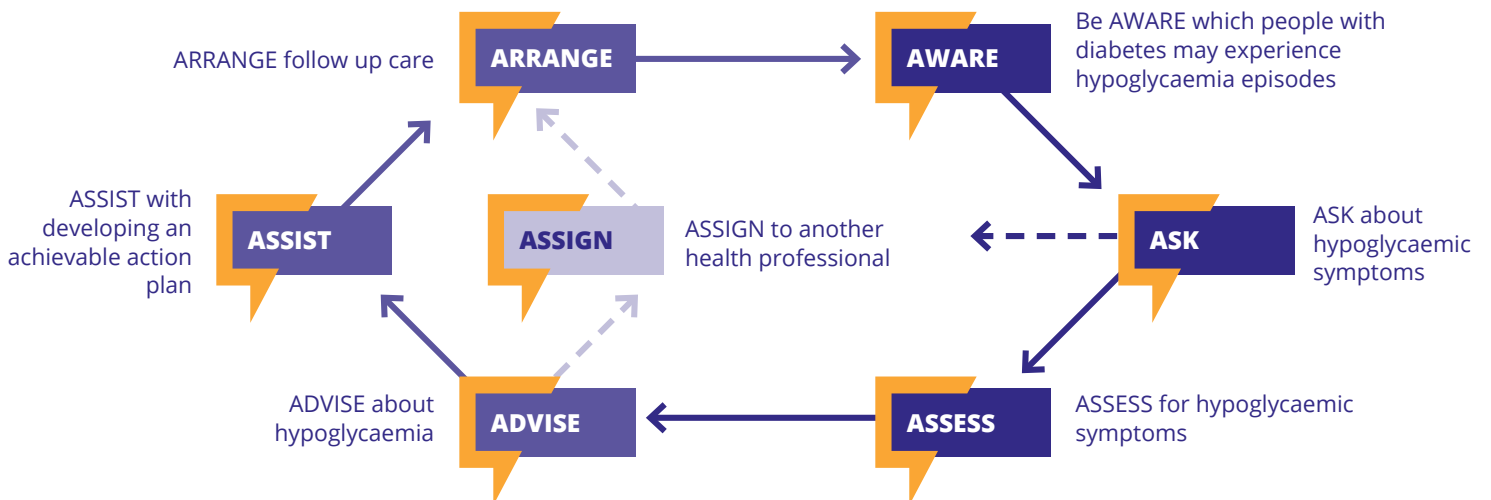 ARRANGE follow up care
ARRANGE
AWARE
Be AWARE which people with
diabetes may experience
hypoglycaemia episodes
ASSIST with
developing an
achievable action
plan
ASSIST
ASSIGN
ASSIGN to another
health professional
ASK
ASK about
hypoglycaemic
symptoms
ADVISE about
hypoglycaemia
ADVISE
ASSESS
ASSESS for hypoglycaemic
symptoms